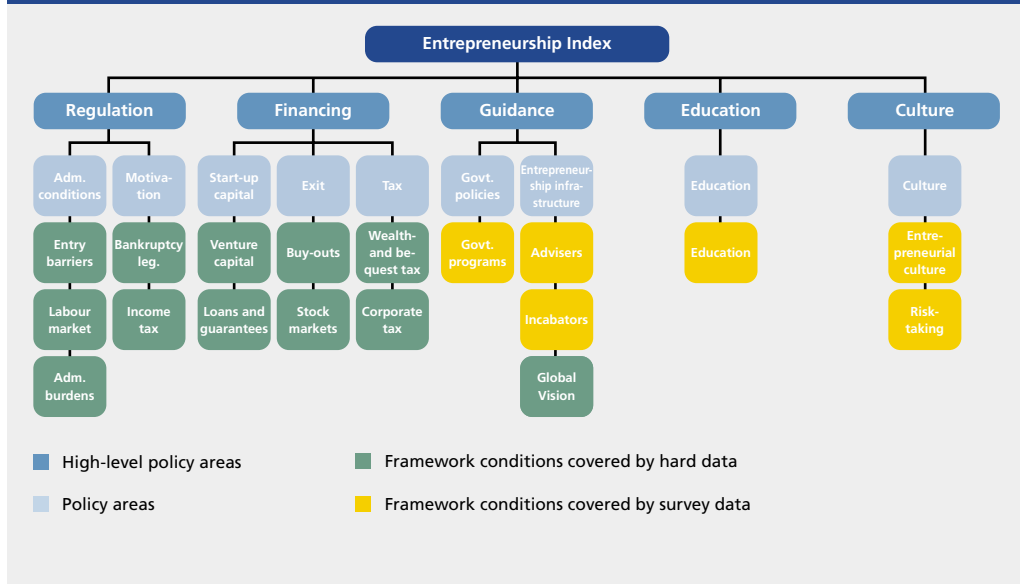 Entrepreneurship Index
Regulation
Financing
Guidance
Education
Culture
Adm.
conditions
Motiva-
tion
Start-up
capital
Exit
Tax
Govt.
policies
Entrepreneur-
ship infra-
structure
Education
Culture
Entry
barriers
Bankruptcy
leg.
Venture
capital
Buy-outs
Wealth-
and be-
quest tax
Govt.
programs
Advisers
Education
Entre-
preneurial
culture
Labour
market
Income
tax
Loans and
guarantees
Stock
markets
Corporate
tax
Incabators
Risk-
taking
Adm.
burdens
Global
Vision
High-level policy areas
Framework conditions covered by hard data
Policy areas
Framework conditions covered by survey data